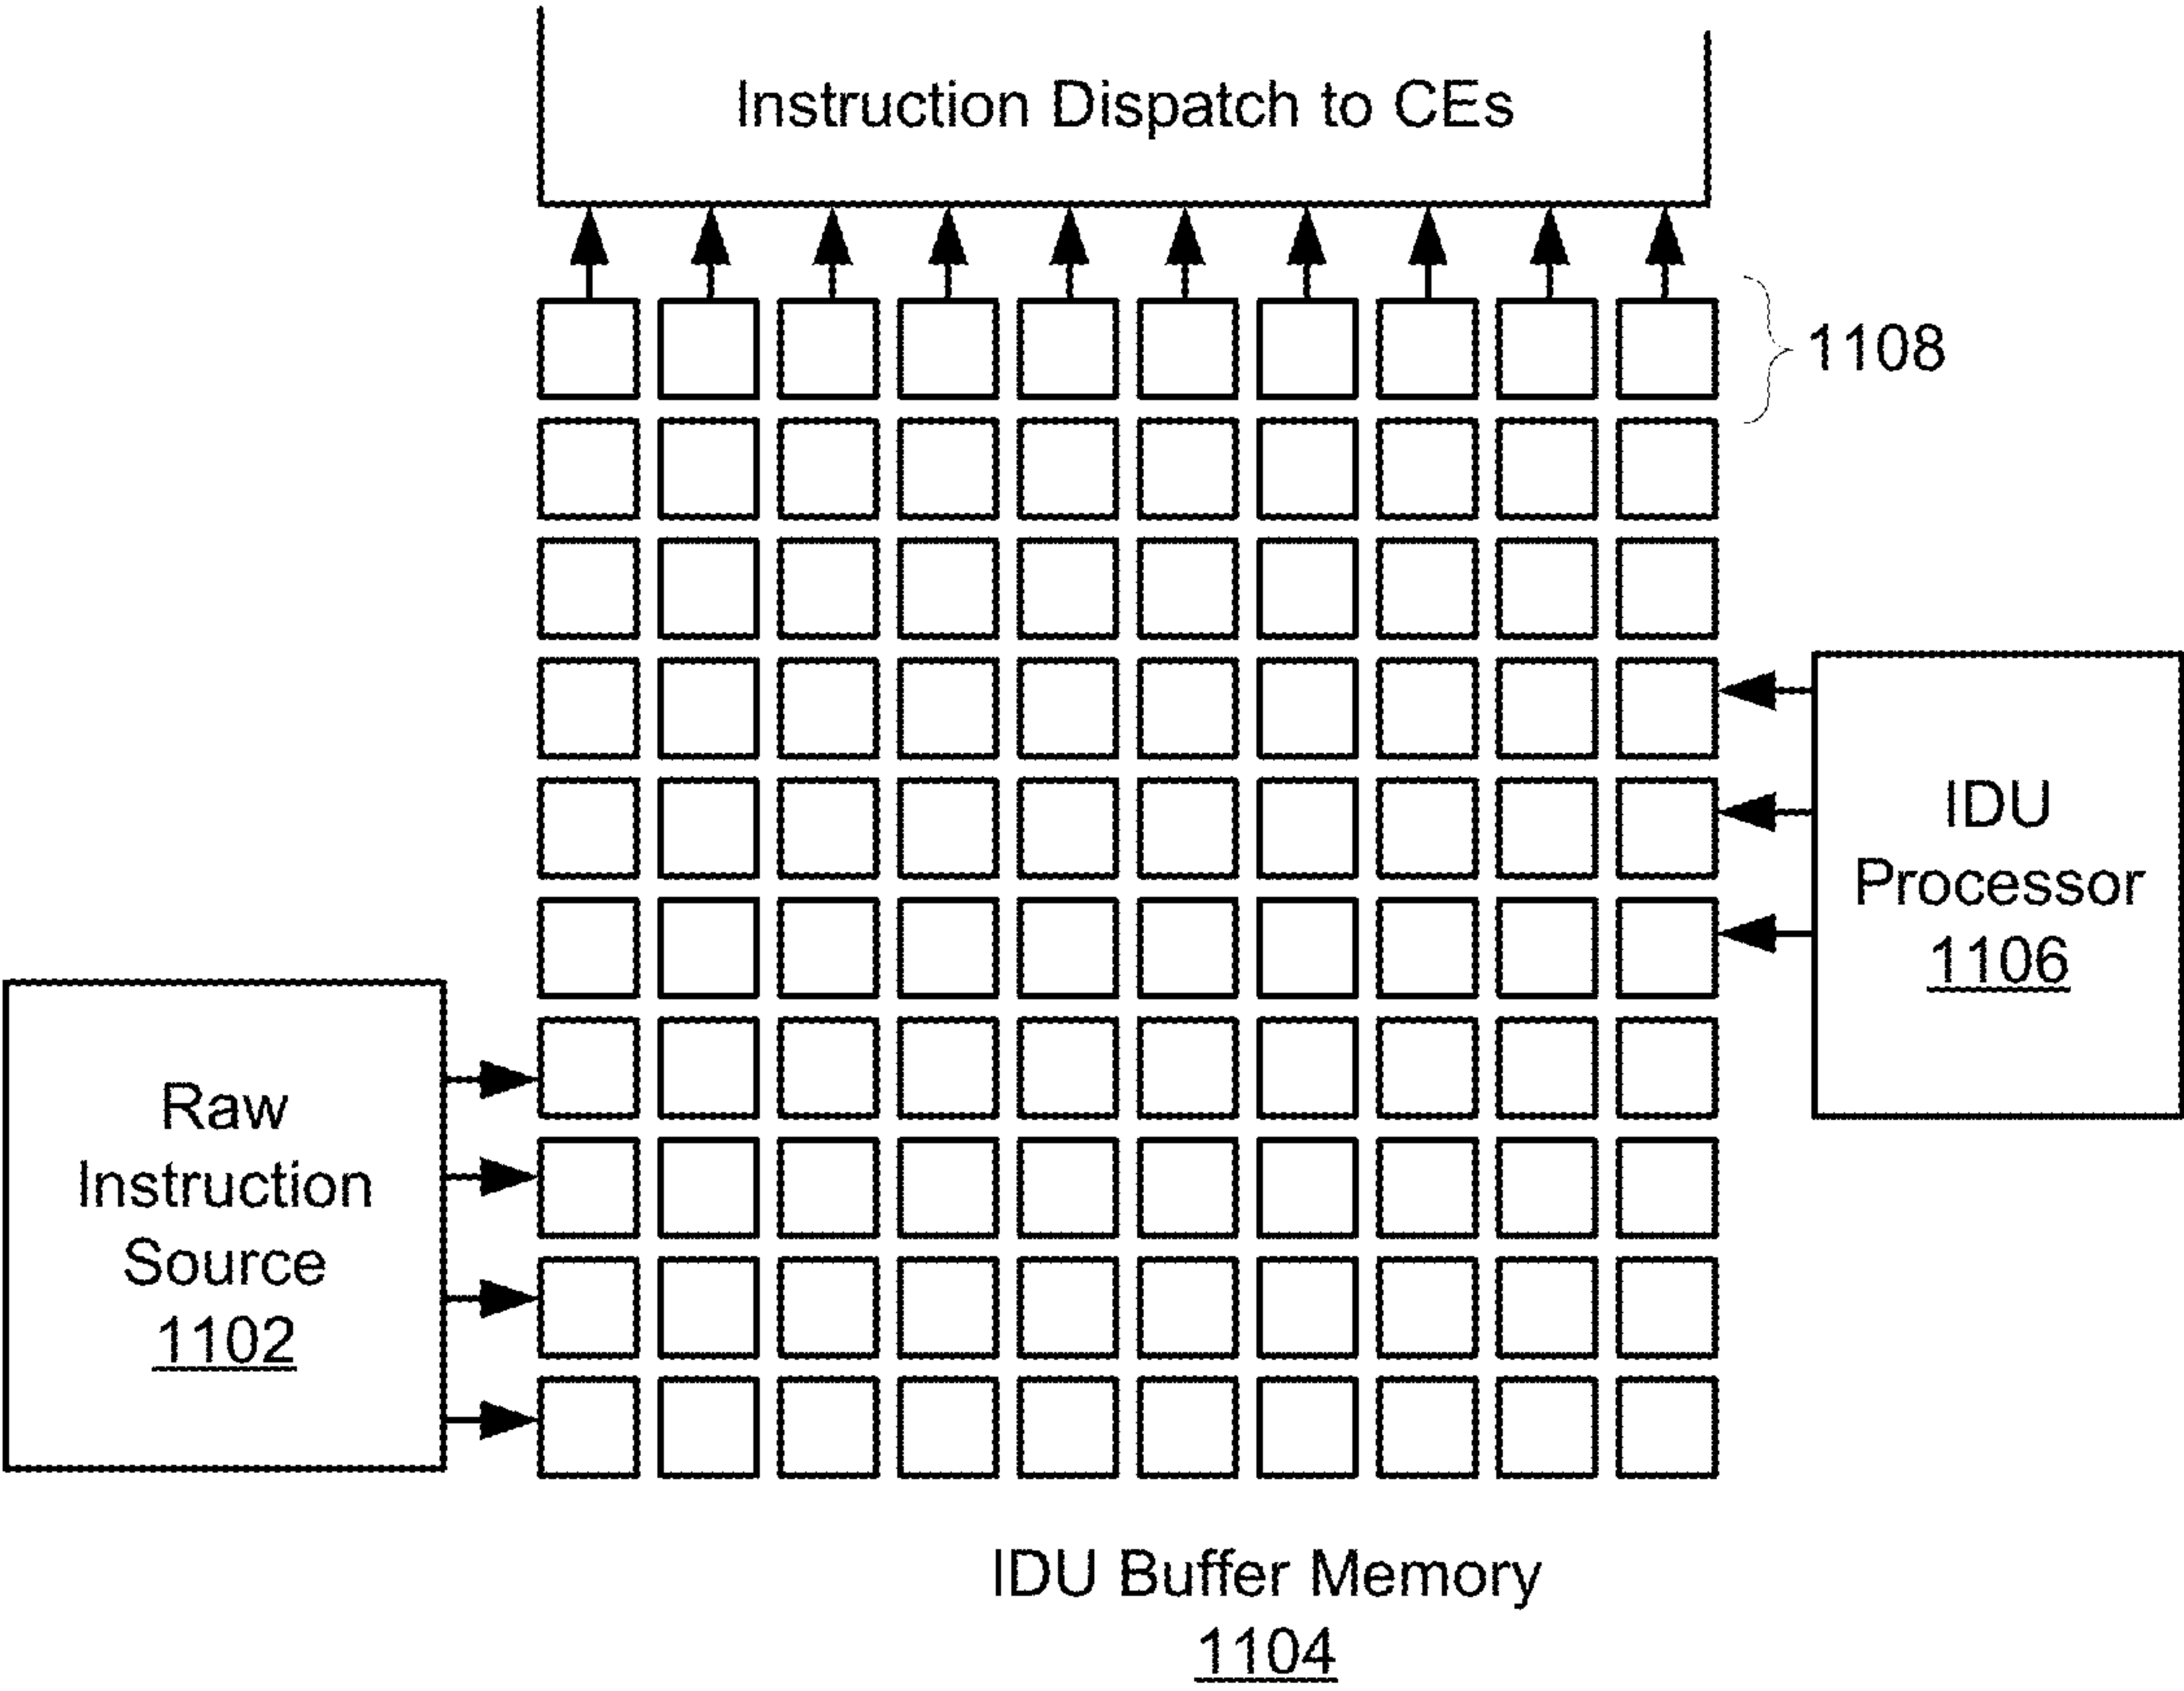 Instruction Dispatch to CEs
1108
IDU
Processor
1106
Raw
Instruction
Source
1102
IDU Buffer Memory
1104